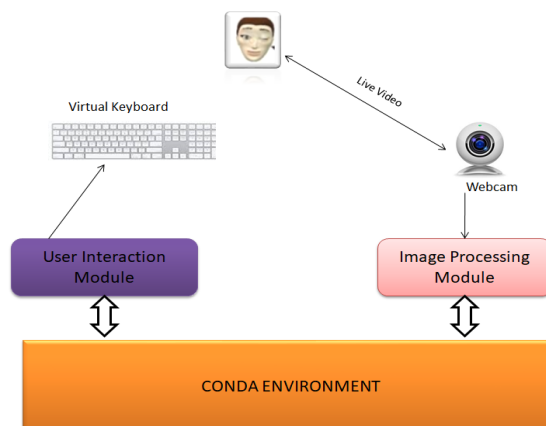 Live Video
Virtual Keyboard
Webcam
User Interaction
Module
Image Processing
Module
CONDA ENVIRONMENT